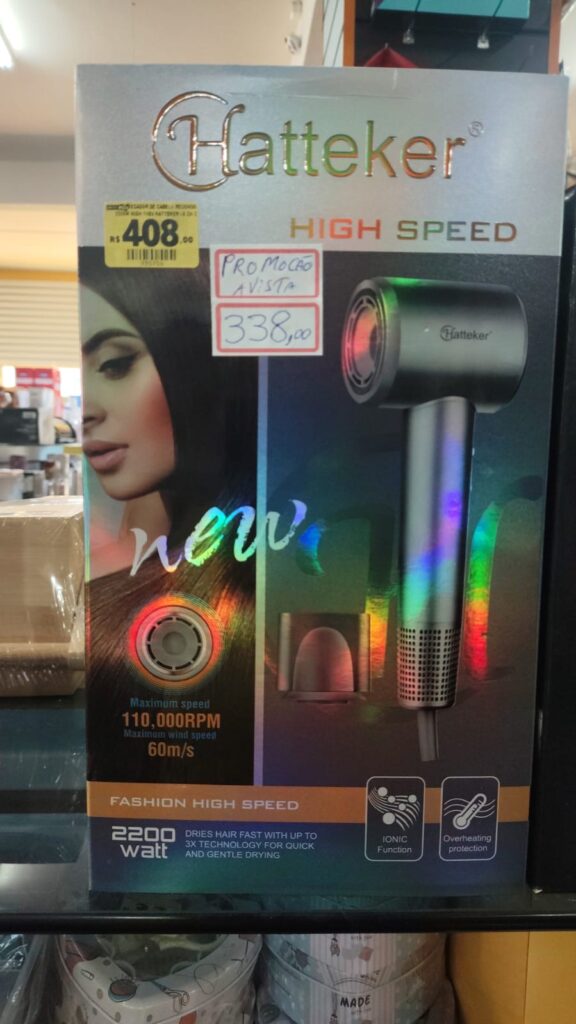 Hatteker®
HIGH SPEED
R$ 408,00
PROMOCÃO
A VISTA
338,00
Hatteker
new
Maximum speed
110,000RPM
Maximum wind speed
60m/s
FASHION HIGH SPEED
2200
watt
DRIES HAIR FAST WITH UP TO
3X TECHNOLOGY FOR QUICK
AND GENTLE DRYING
IONIC
Function
Overheating
protection
MADE